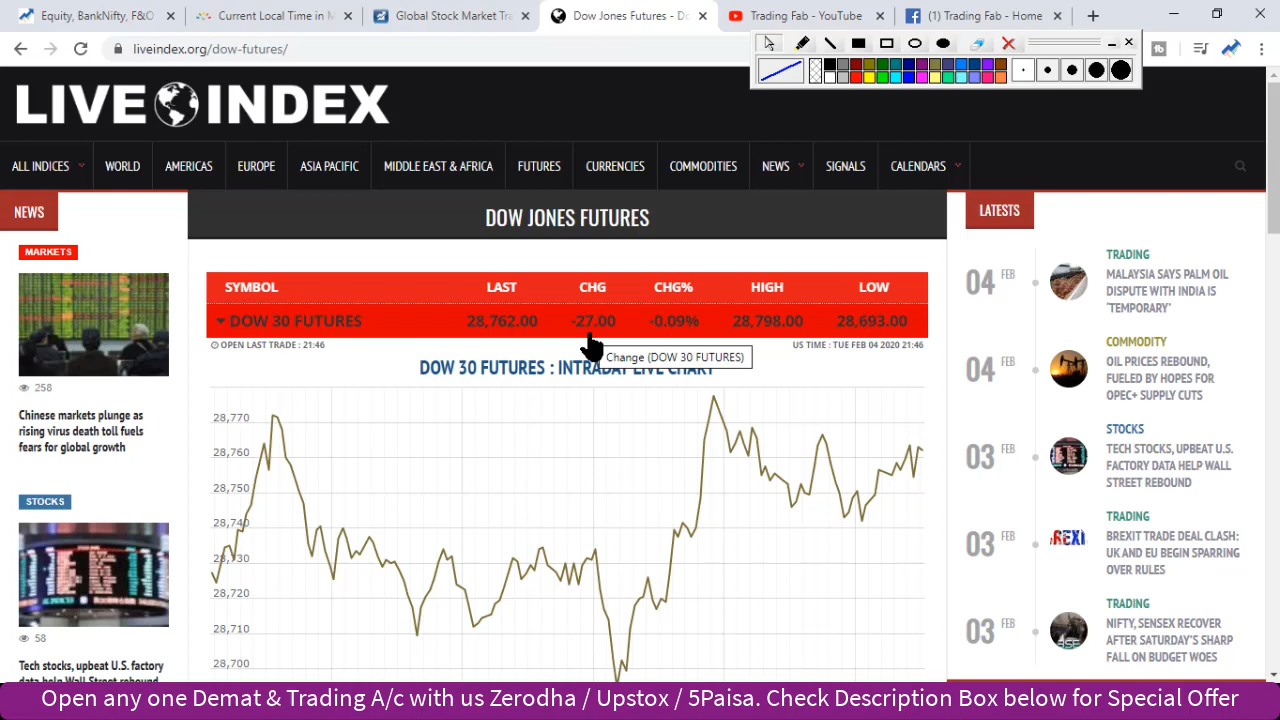 Equity, BankNifty, F&O
Current Local Time in M
Global Stock Market Tra
Dow Jones Futures - Do
Trading Fab - YouTube
(1) Trading Fab - Home
liveindex.org/dow-futures/
LIVE INDEX
ALL INDICES
WORLD
AMERICAS
EUROPE
ASIA PACIFIC
MIDDLE EAST & AFRICA
FUTURES
CURRENCIES
COMMODITIES
NEWS
SIGNALS
CALENDARS
NEWS
MARKETS
258
Chinese markets plunge as
rising virus death toll fuels
fears for global growth
STOCKS
58
Tech stocks, upbeat U.S. factory
DOW JONES FUTURES
SYMBOL LAST CHG CHG% HIGH LOW
DOW 30 FUTURES 28,762.00 -27.00 -0.09% 28,798.00 28,693.00
OPEN LAST TRADE : 21:46
US TIME : TUE FEB 04 2020 21:46
Change (DOW 30 FUTURES)
DOW 30 FUTURES : INTRADAY LIVE CHART
28,770
28,760
28,750
28,740
28,730
28,720
28,710
28,700
LATESTS
04 FEB
TRADING
MALAYSIA SAYS PALM OIL
DISPUTE WITH INDIA IS
'TEMPORARY'
04 FEB
COMMODITY
OIL PRICES REBOUND,
FUELED BY HOPES FOR
OPEC+ SUPPLY CUTS
03 FEB
STOCKS
TECH STOCKS, UPBEAT U.S.
FACTORY DATA HELP WALL
STREET REBOUND
03 FEB
TRADING
BREXIT TRADE DEAL CLASH:
UK AND EU BEGIN SPARRING
OVER RULES
03 FEB
TRADING
NIFTY, SENSEX RECOVER
AFTER SATURDAY'S SHARP
FALL ON BUDGET WOES
Open any one Demat & Trading A/c with us Zerodha / Upstox / 5Paisa. Check Description Box below for Special Offer